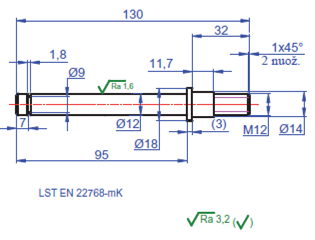 130
32
1x45°
2 nuož.
1,8
11,7
Ø9
Ra 1,6
7
Ø12
Ø18
(3)
M12
Ø14
95
LST EN 22768-mK
Ra 3,2 (√)